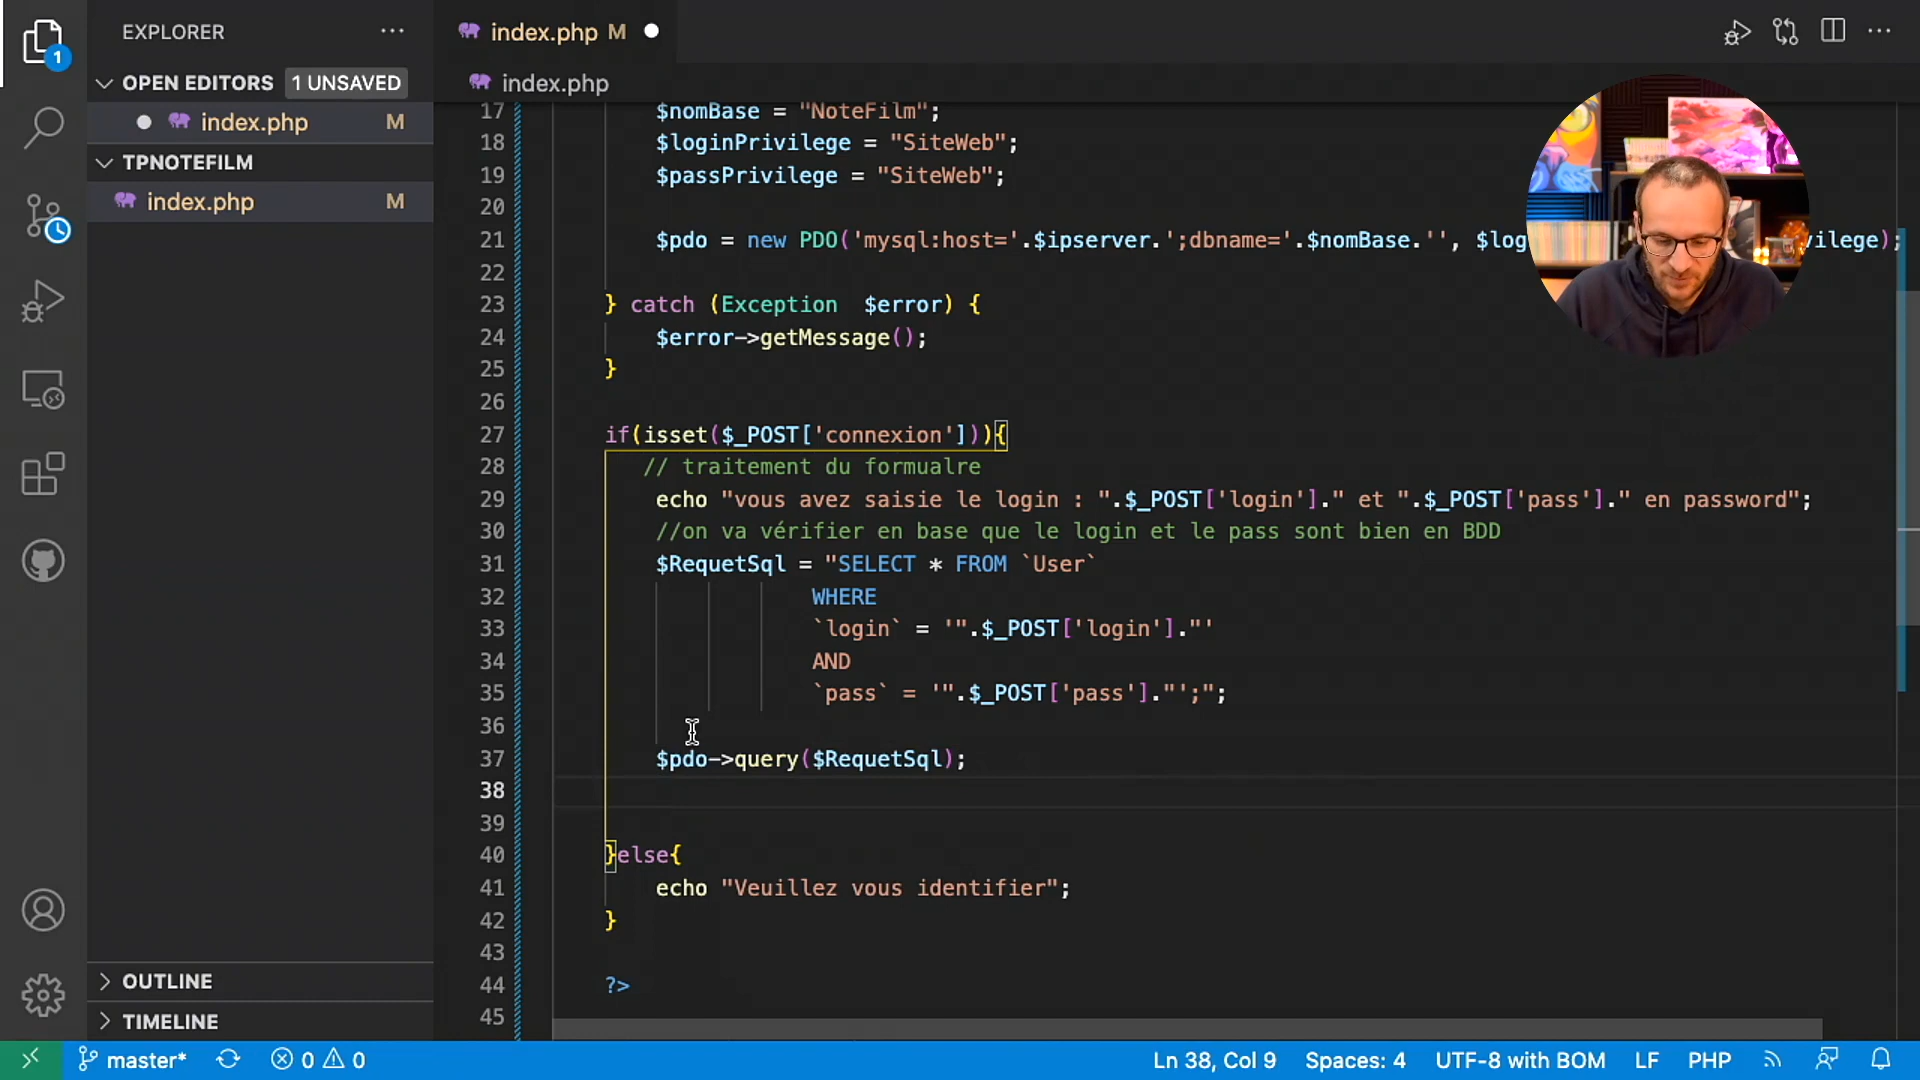 EXPLORER
index.php M
OPEN EDITORS 1 UNSAVED
index.php M
TPNOTEFILM
index.php M
OUTLINE
TIMELINE
1
index.php
17 $nomBase = "NoteFilm";
18 $loginPrivilege = "SiteWeb";
19 $passPrivilege = "SiteWeb";
20
21 $pdo = new PDO('mysql:host='.$ipserver.';dbname='.$nomBase.'', $log vilege);
22
23 } catch (Exception $error) {
24 $error->getMessage();
25 }
26
27 if(isset($_POST['connexion'])){
28 // traitement du formualre
29 echo "vous avez saisie le login : ".$_POST['login']." et ".$_POST['pass']." en password";
30 //on va vérifier en base que le login et le pass sont bien en BDD
31 $RequetSql = "SELECT * FROM `User`
32 WHERE
33 `login` = '".$_POST['login']."'
34 AND
35 `pass` = '".$_POST['pass']."';";
36
37 $pdo->query($RequetSql);
38
39
40 }else{
41 echo "Veuillez vous identifier";
42 }
43
44 ?>
45
master* 0 0 Ln 38, Col 9 Spaces: 4 UTF-8 with BOM LF PHP